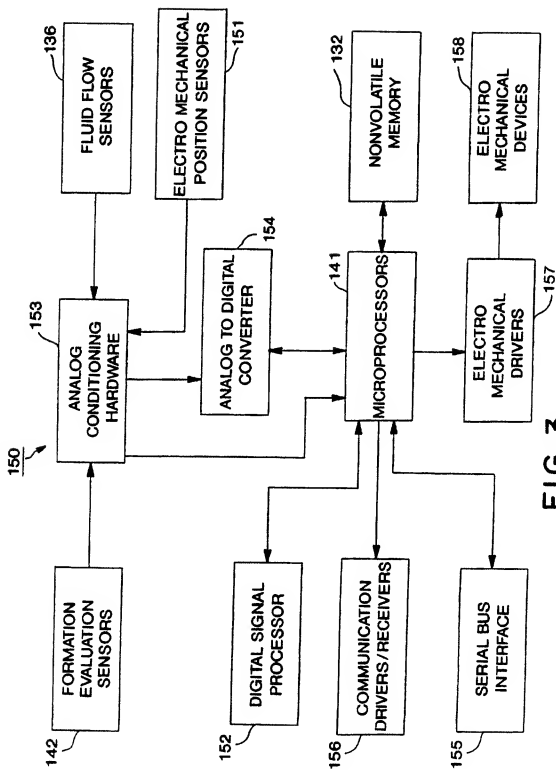 150
142
FORMATION
EVALUATION
SENSORS
153
ANALOG
CONDITIONING
HARDWARE
136
FLUID FLOW
SENSORS
151
ELECTRO MECHANICAL
POSITION SENSORS
154
ANALOG TO DIGITAL
CONVERTER
152
DIGITAL SIGNAL
PROCESSOR
141
MICROPROCESSORS
132
NONVOLATILE
MEMORY
156
COMMUNICATION
DRIVERS/RECEIVERS
155
SERIAL BUS
INTERFACE
157
ELECTRO
MECHANICAL
DRIVERS
158
ELECTRO
MECHANICAL
DEVICES
FIG. 3